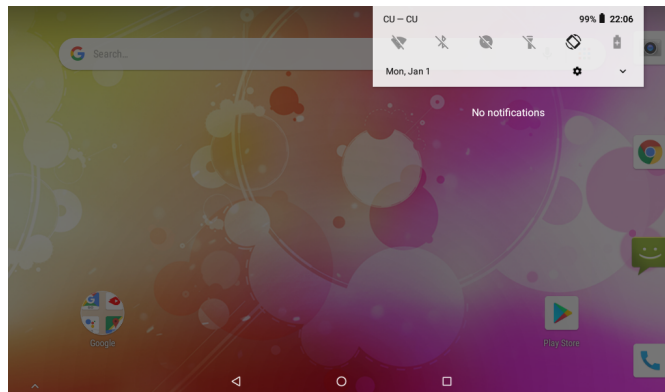 CU — CU 99% 22:06
Search...
Mon, Jan 1
No notifications
Google
Play Store